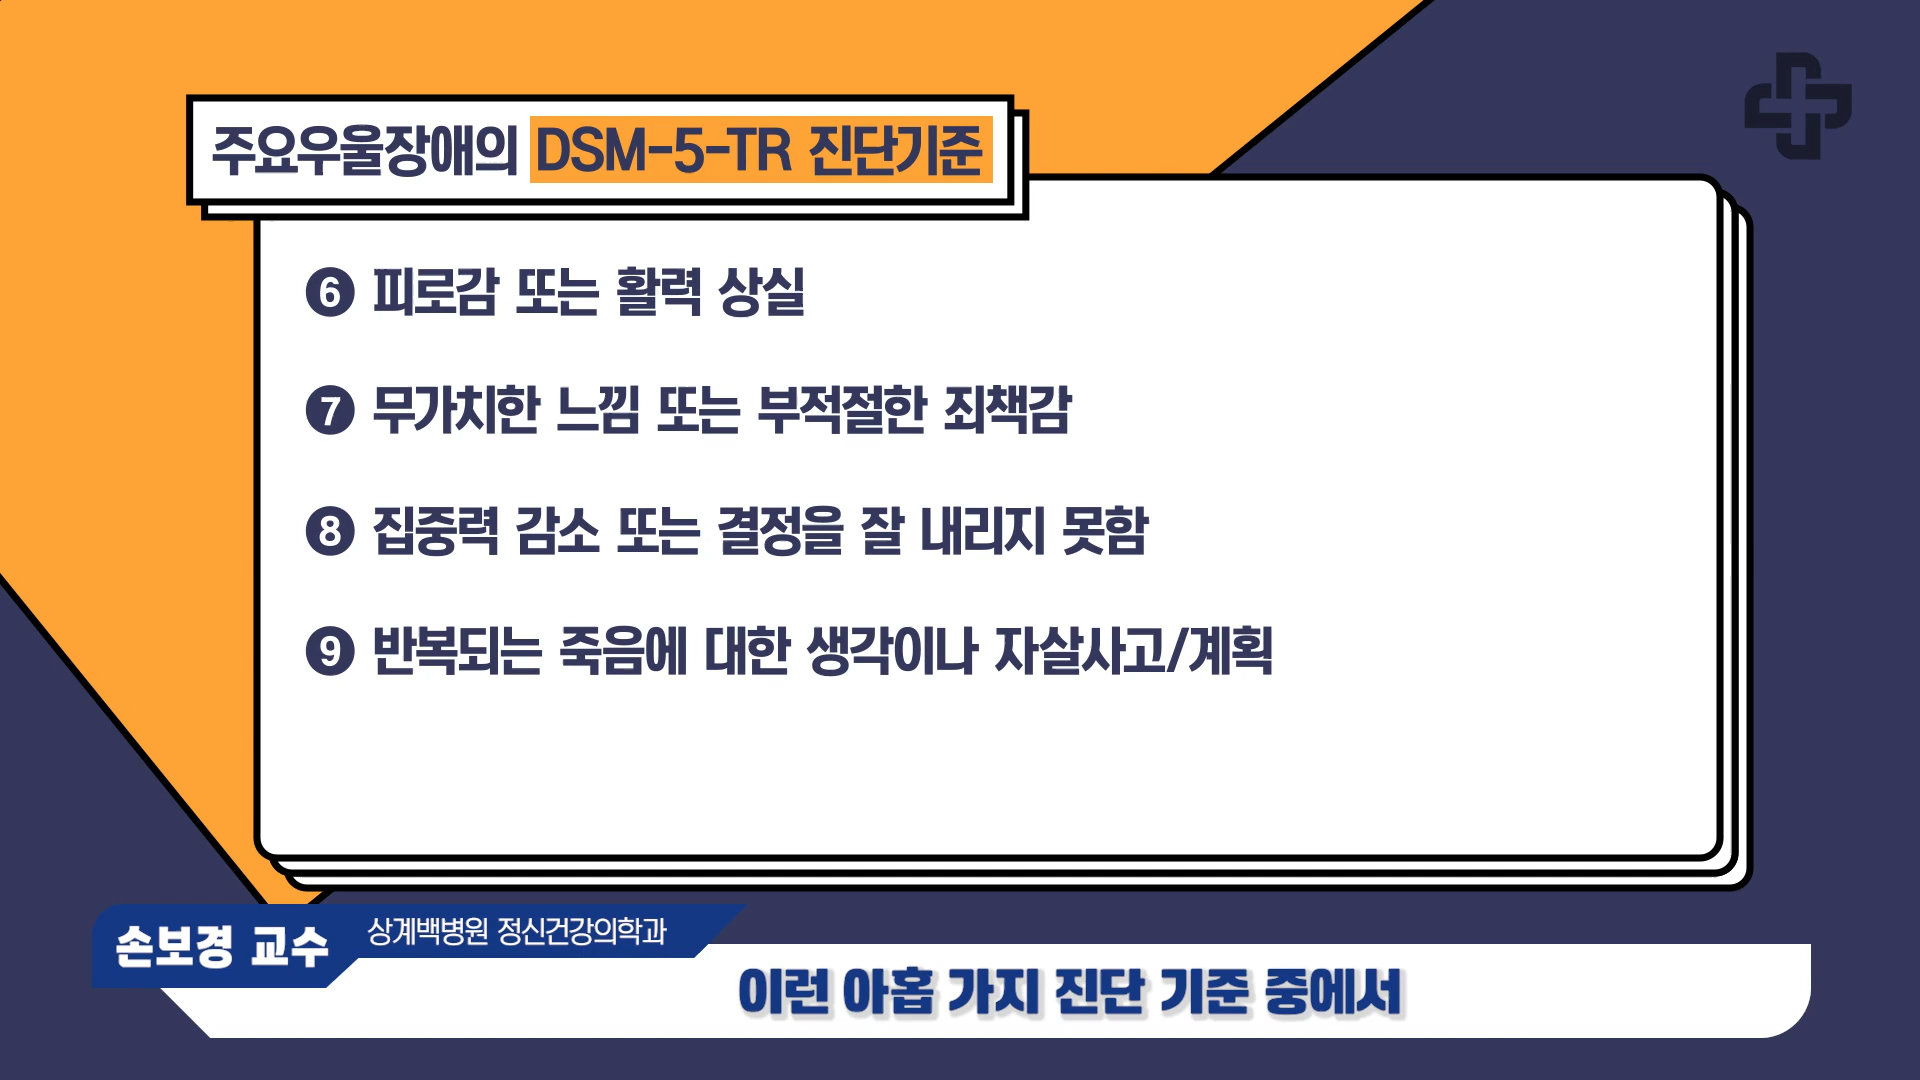 주요우울장애의 DSM-5-TR 진단기준
❻ 피로감 또는 활력 상실
❼ 무가치한 느낌 또는 부적절한 죄책감
❽ 집중력 감소 또는 결정을 잘 내리지 못함
❾ 반복되는 죽음에 대한 생각이나 자살사고/계획
손보경 교수 상계백병원 정신건강의학과
이런 아홉 가지 진단 기준 중에서